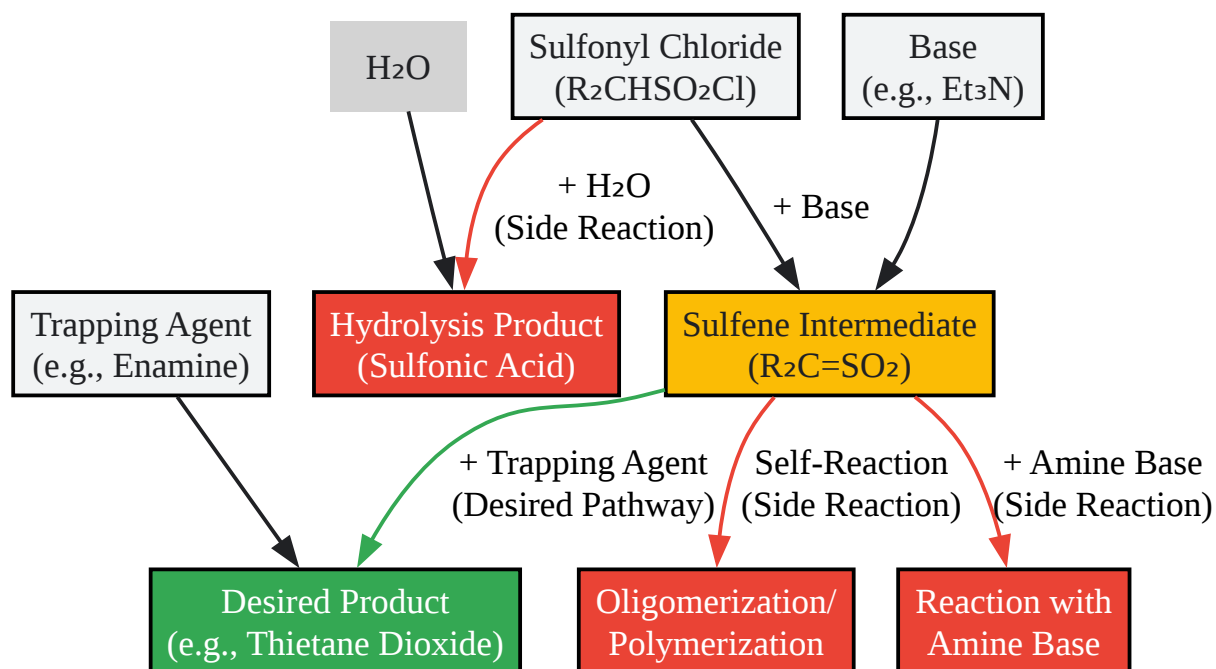 H₂O
Sulfonyl Chloride
(R₂CHSO₂Cl)
Base
(e.g., Et₃N)
+ H₂O
(Side Reaction)
+ Base
Trapping Agent
(e.g., Enamine)
Hydrolysis Product
(Sulfonic Acid)
Sulfene Intermediate
(R₂C=SO₂)
+ Trapping Agent
(Desired Pathway)
Self-Reaction
(Side Reaction)
+ Amine Base
(Side Reaction)
Desired Product
(e.g., Thietane Dioxide)
Oligomerization/
Polymerization
Reaction with
Amine Base